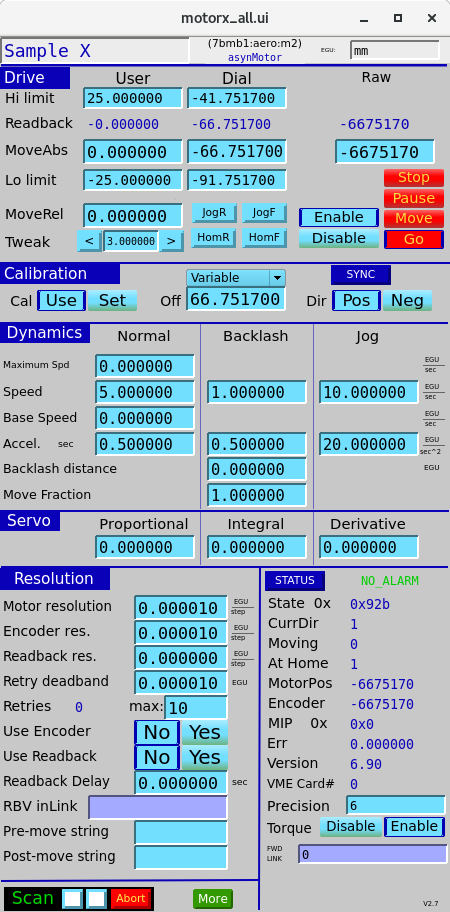 motorx_all.ui
Sample X (7bmb1:aero:m2) EGU: mm
asynMotor
Drive User Dial Raw
Hi limit 25.000000 -41.751700
Readback -0.000000 -66.751700 -6675170
MoveAbs 0.000000 -66.751700 -6675170
Lo limit -25.000000 -91.751700 Stop
Pause
MoveRel 0.000000 JogR JogF Enable Move
Tweak < 3.000000 > HomR HomF Disable Go
Calibration Variable SYNC
Cal Use Set Off 66.751700 Dir Pos Neg
Dynamics Normal Backlash Jog
Maximum Spd 0.000000 EGU
sec
Speed 5.000000 1.000000 10.000000 EGU
sec
Base Speed 0.000000 EGU
sec
Accel. sec 0.500000 0.500000 20.000000 EGU
sec^2
Backlash distance 0.000000 EGU
Move Fraction 1.000000
Servo Proportional Integral Derivative
0.000000 0.000000 0.000000
Resolution
Motor resolution 0.000010 EGU
step
Encoder res. 0.000010 EGU
step
Readback res. 0.000000 EGU
step
Retry deadband 0.000010 EGU
Retries 0 max: 10
Use Encoder No Yes
Use Readback No Yes
Readback Delay 0.000000 sec
RBV inLink
Pre-move string
Post-move string
Scan Abort More
STATUS NO_ALARM
State 0x 0x92b
CurrDir 1
Moving 0
At Home 1
MotorPos -6675170
Encoder -6675170
MIP 0x 0x0
Err 0.000000
Version 6.90
VME Card# 0
Precision 6
Torque Disable Enable
FWD
LINK 0
V2.7